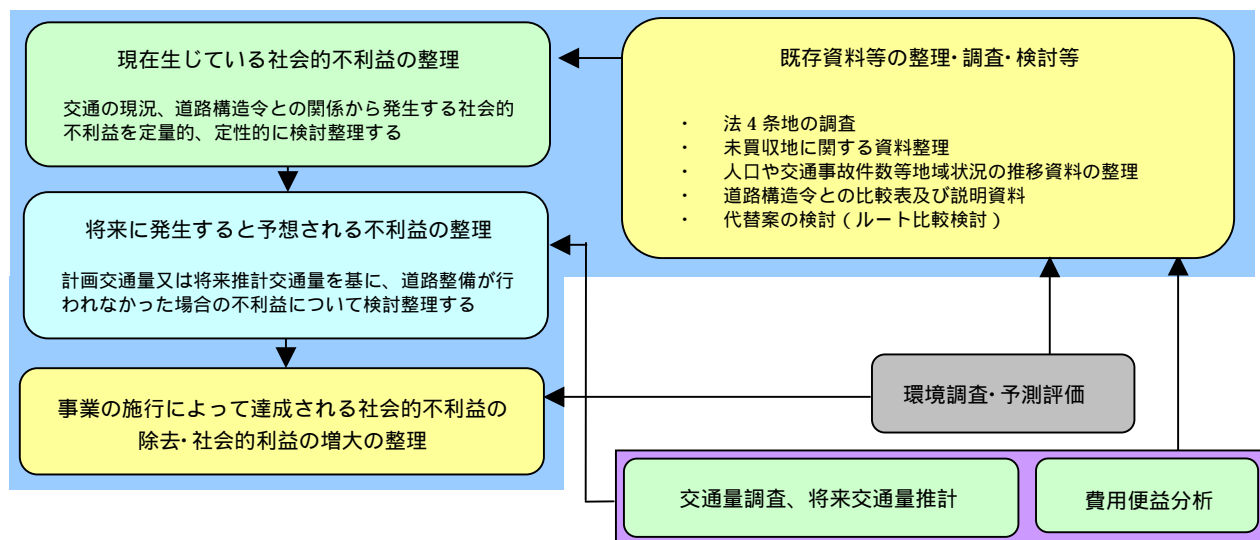 現在生じている社会的不利益の整理
交通の現況、道路構造令との関係から発生する社会的
不利益を定量的、定性的に検討整理する
既存資料等の整理・調査・検討等
・ 法4条地の調査
・ 未買収地に関する資料整理
・ 人口や交通事故件数等地域状況の推移資料の整理
・ 道路構造令との比較表及び説明資料
・ 代替案の検討(ルート比較検討)
将来に発生すると予想される不利益の整理
計画交通量又は将来推計交通量を基に、道路整備が行
われなかった場合の不利益について検討整理する
事業の施行によって達成される社会的不利益の
除去・社会的利益の増大の整理
環境調査・予測評価
交通量調査、将来交通量推計
費用便益分析